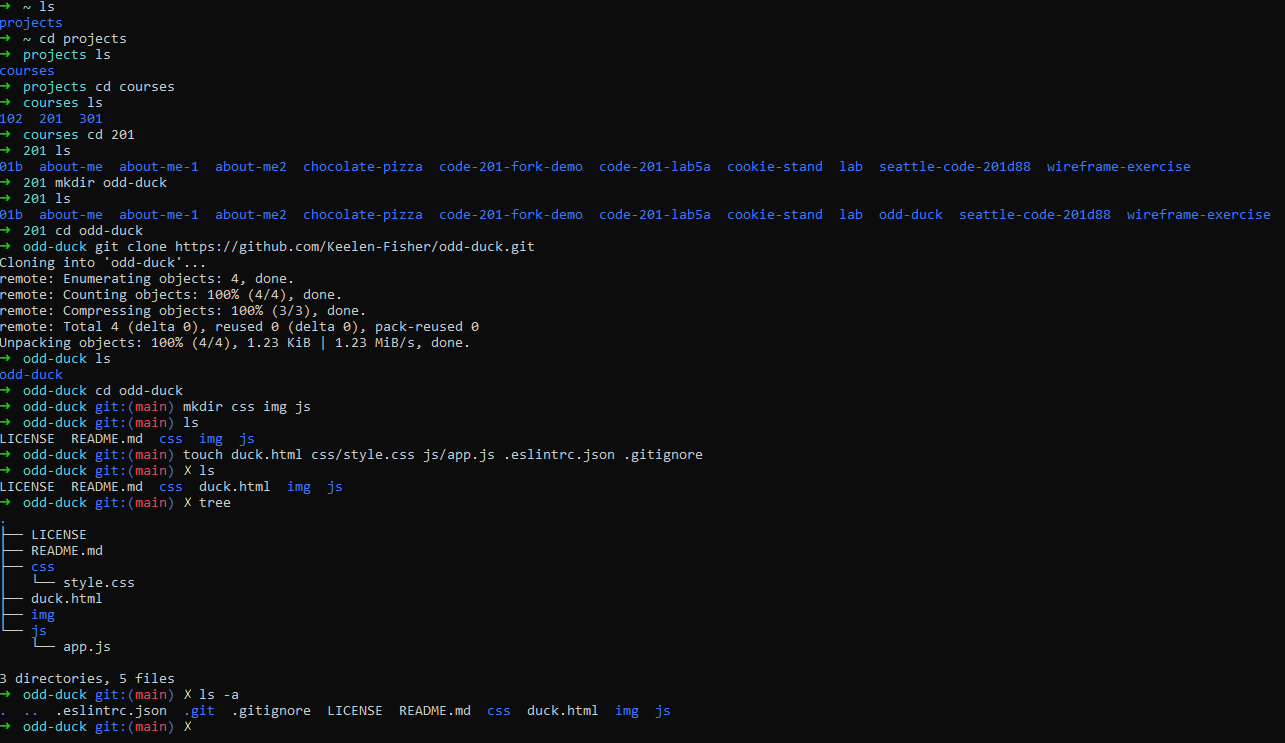 → ~ ls
projects
→ ~ cd projects
→ projects ls
courses
→ projects cd courses
→ courses ls
102  201  301
→ courses cd 201
→ 201 ls
01b  about-me  about-me-1  about-me2  chocolate-pizza  code-201-fork-demo  code-201-lab5a  cookie-stand  lab  seattle-code-201d88  wireframe-exercise
→ 201 mkdir odd-duck
→ 201 ls
01b  about-me  about-me-1  about-me2  chocolate-pizza  code-201-fork-demo  code-201-lab5a  cookie-stand  lab  odd-duck  seattle-code-201d88  wireframe-exercise
→ 201 cd odd-duck
→ odd-duck git clone https://github.com/Keelen-Fisher/odd-duck.git
Cloning into 'odd-duck'...
remote: Enumerating objects: 4, done.
remote: Counting objects: 100% (4/4), done.
remote: Compressing objects: 100% (3/3), done.
remote: Total 4 (delta 0), reused 0 (delta 0), pack-reused 0
Unpacking objects: 100% (4/4), 1.23 KiB | 1.23 MiB/s, done.
→ odd-duck ls
odd-duck
→ odd-duck cd odd-duck
→ odd-duck git:(main) mkdir css img js
→ odd-duck git:(main) ls
LICENSE  README.md  css  img  js
→ odd-duck git:(main) touch duck.html css/style.css js/app.js .eslintrc.json .gitignore
→ odd-duck git:(main) ✗ ls
LICENSE  README.md  css  duck.html  img  js
→ odd-duck git:(main) ✗ tree
.
├── LICENSE
├── README.md
├── css
│   └── style.css
├── duck.html
├── img
└── js
    └── app.js
3 directories, 5 files
→ odd-duck git:(main) ✗ ls -a
.  ..  .eslintrc.json  .git  .gitignore  LICENSE  README.md  css  duck.html  img  js
→ odd-duck git:(main) ✗